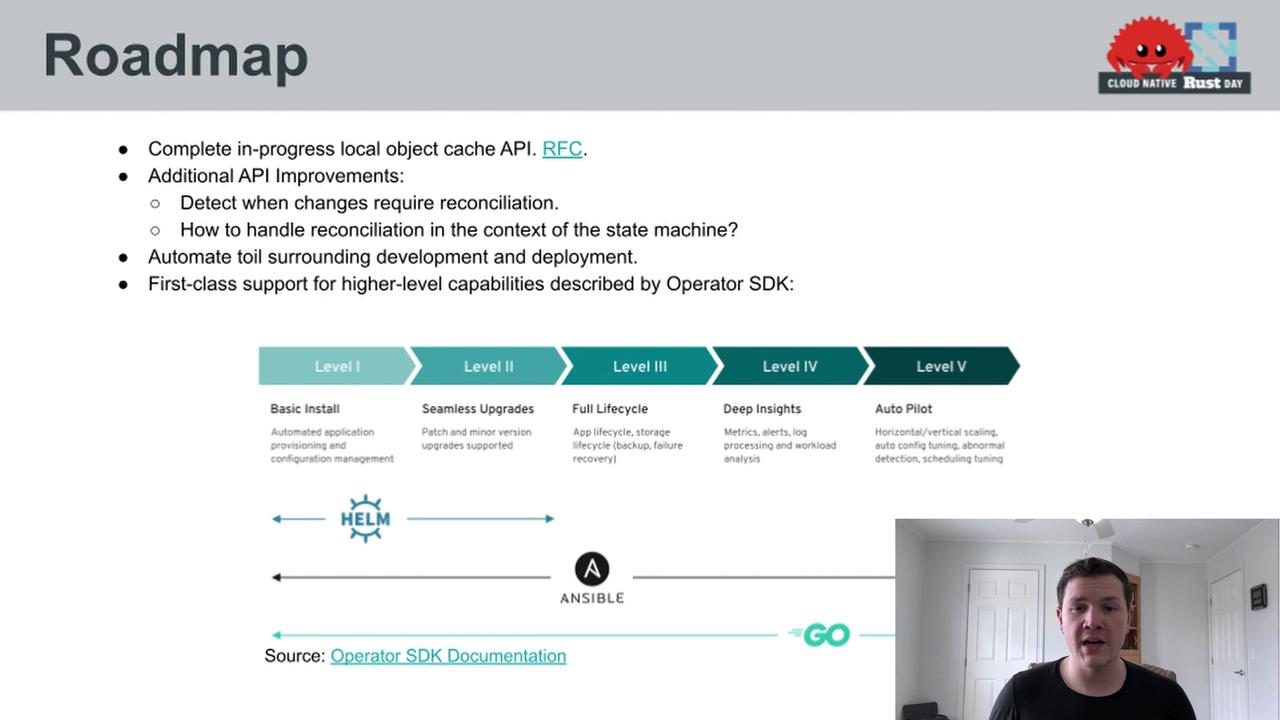 Roadmap
CLOUD NATIVE Rust DAY
● Complete in-progress local object cache API. RFC.
● Additional API Improvements:
○ Detect when changes require reconciliation.
○ How to handle reconciliation in the context of the state machine?
● Automate toil surrounding development and deployment.
● First-class support for higher-level capabilities described by Operator SDK:
Level I
Level II
Level III
Level IV
Level V
Basic Install
Automated application
provisioning and
configuration management
Seamless Upgrades
Patch and minor version
upgrades supported
Full Lifecycle
App lifecycle, storage
lifecycle (backup, failure
recovery)
Deep Insights
Metrics, alerts, log
processing and workload
analysis
Auto Pilot
Horizontal/vertical scaling,
auto config tuning, abnormal
detection, scheduling tuning
HELM
ANSIBLE
GO
Source: Operator SDK Documentation